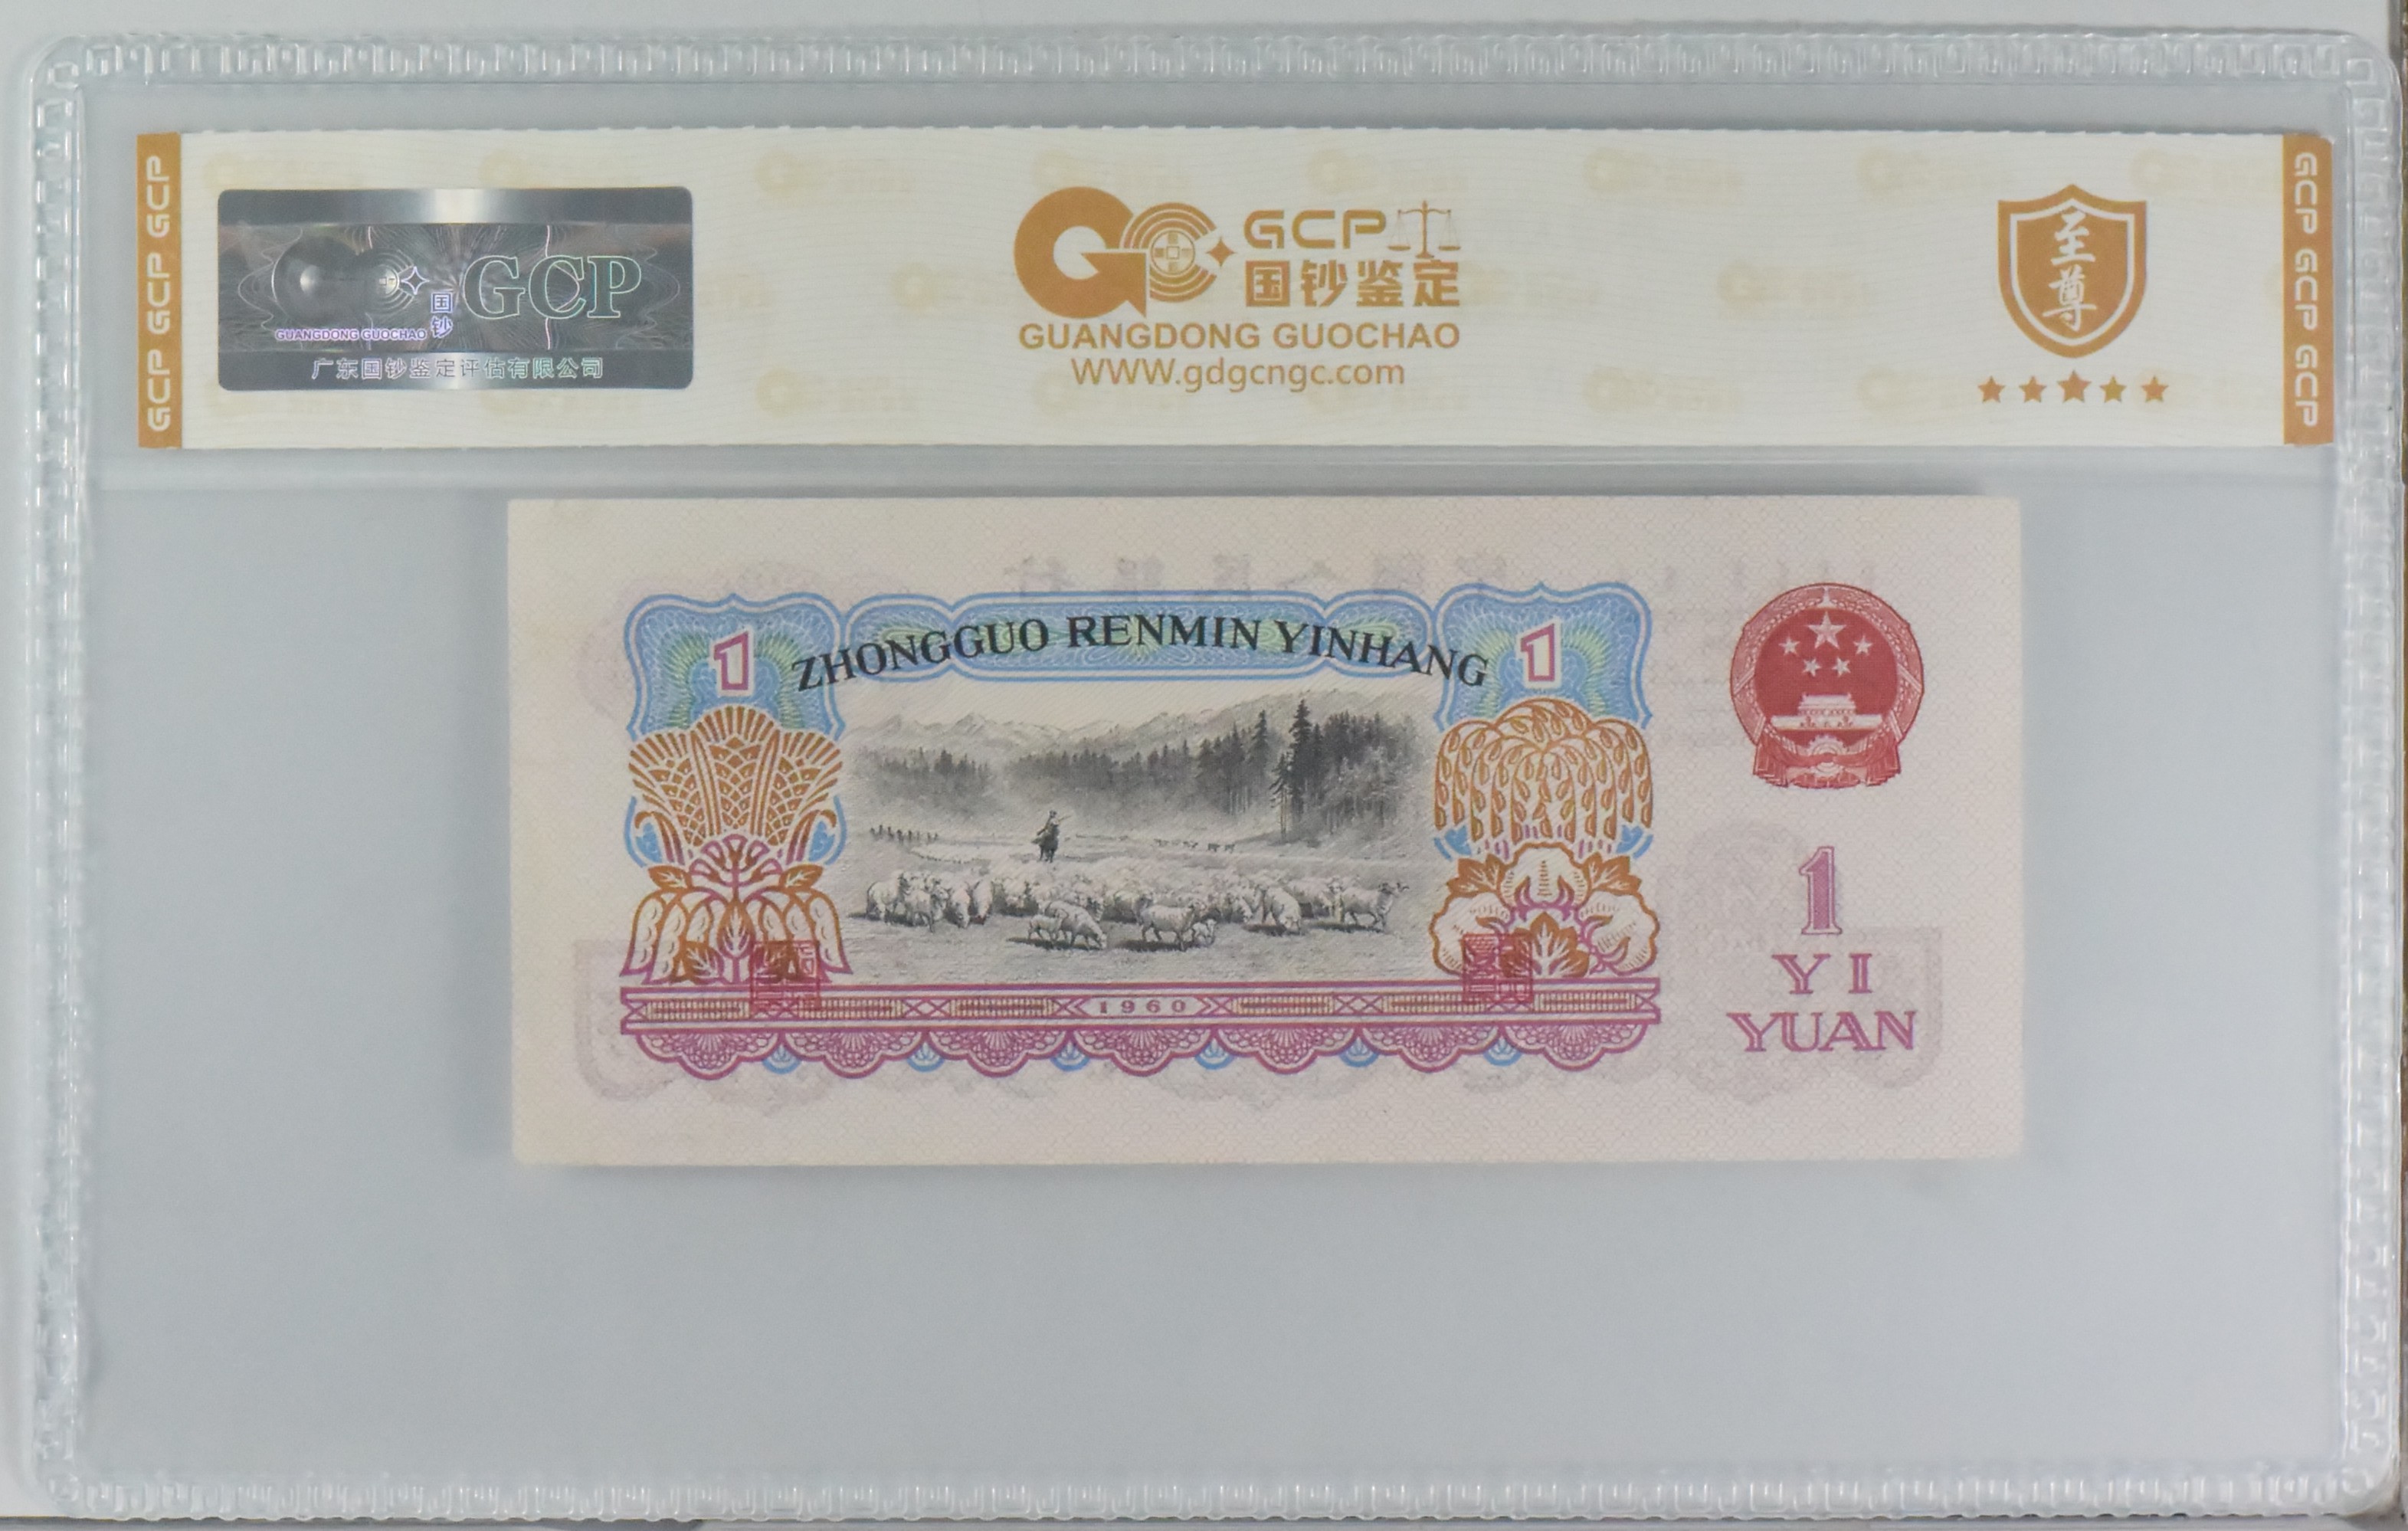 GCP GCP GCP
国钞
GCP
GUANGDONG GUOCHAO
广东国钞鉴定评估有限公司
GCP
国钞鉴定
GUANGDONG GUOCHAO
WWW.gdgcngc.com
至尊
GCP GCP GCP
1
ZHONGGUO RENMIN YINHANG
1
1960
1
YI
YUAN